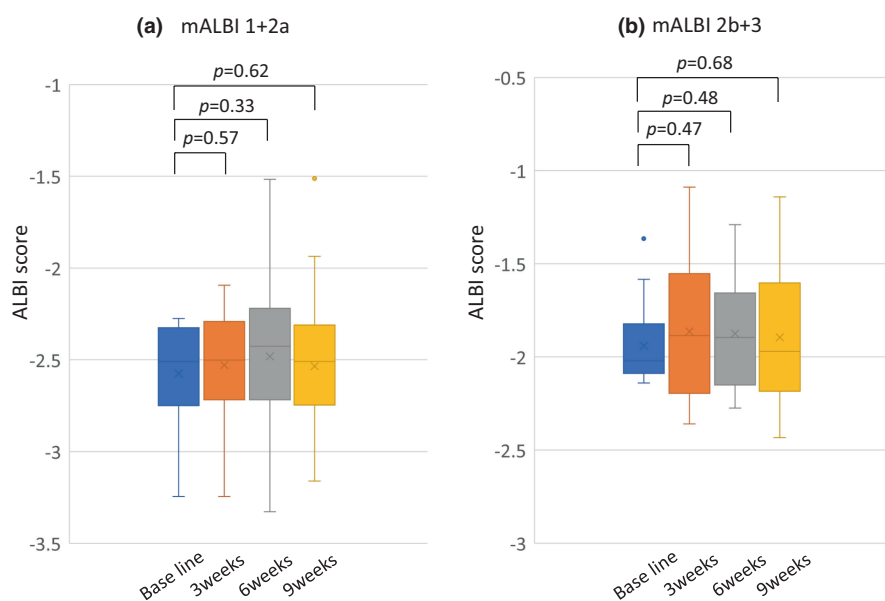 (a) mALBI 1+2a
p=0.62
p=0.33
p=0.57
ALBI score
-1
-1.5
-2
-2.5
-3
-3.5
Base line
3weeks
6weeks
9weeks
(b) mALBI 2b+3
p=0.68
p=0.48
p=0.47
ALBI score
-0.5
-1
-1.5
-2
-2.5
-3
Base line
3weeks
6weeks
9weeks